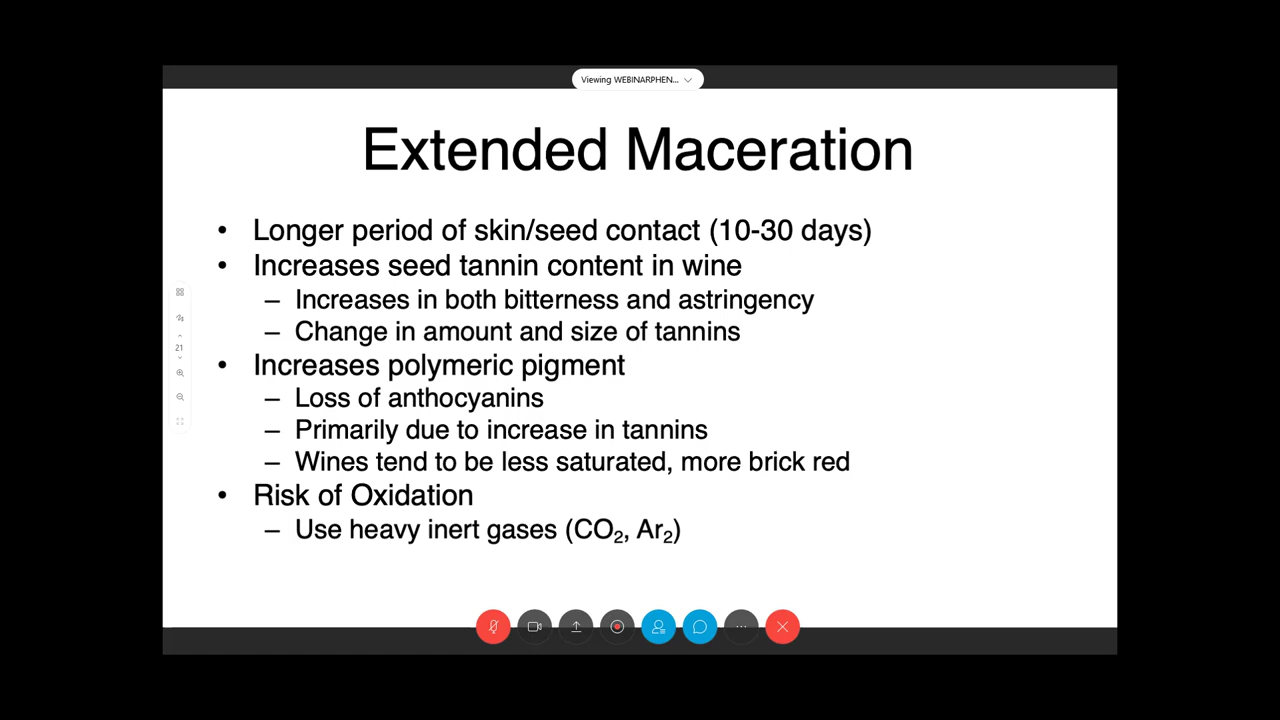 Viewing WEBINARPHEN...
Extended Maceration
• Longer period of skin/seed contact (10-30 days)
• Increases seed tannin content in wine
– Increases in both bitterness and astringency
– Change in amount and size of tannins
• Increases polymeric pigment
– Loss of anthocyanins
– Primarily due to increase in tannins
– Wines tend to be less saturated, more brick red
• Risk of Oxidation
– Use heavy inert gases (CO₂, Ar₂)
21